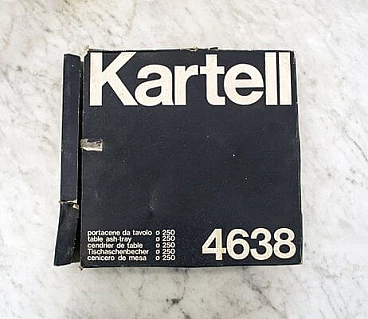 Kartell
portacene da tavolo ø 250
table ash-tray ø 250
cendrier de table ø 250
Tischaschenbecher ø 250
cenicero de mesa ø 250
4638